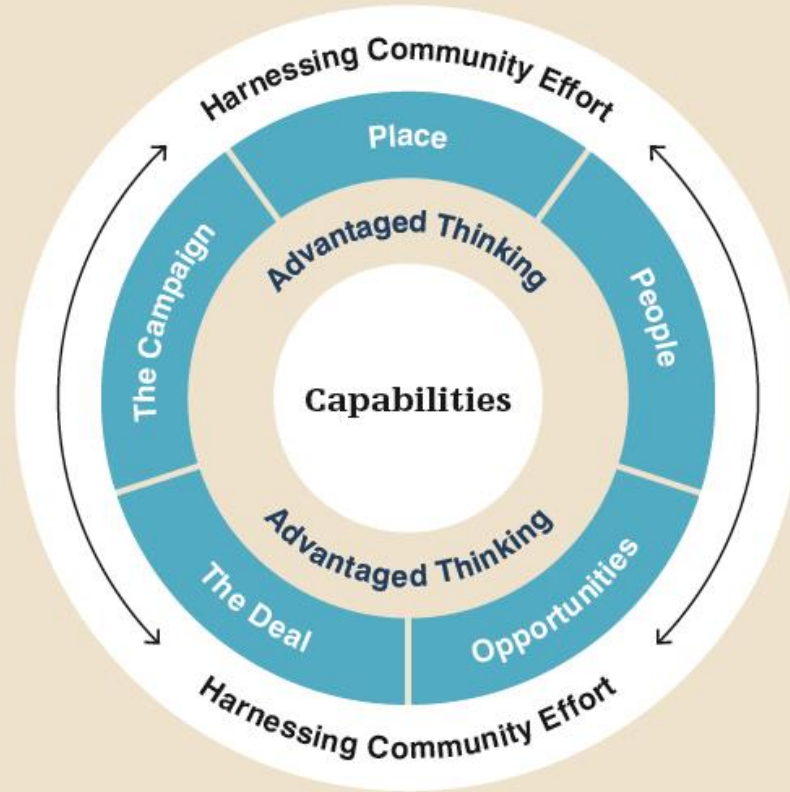 Harnessing Community Effort
Place
Advantaged Thinking
The Campaign
People
Capabilities
Advantaged Thinking
The Deal
Opportunities
Harnessing Community Effort